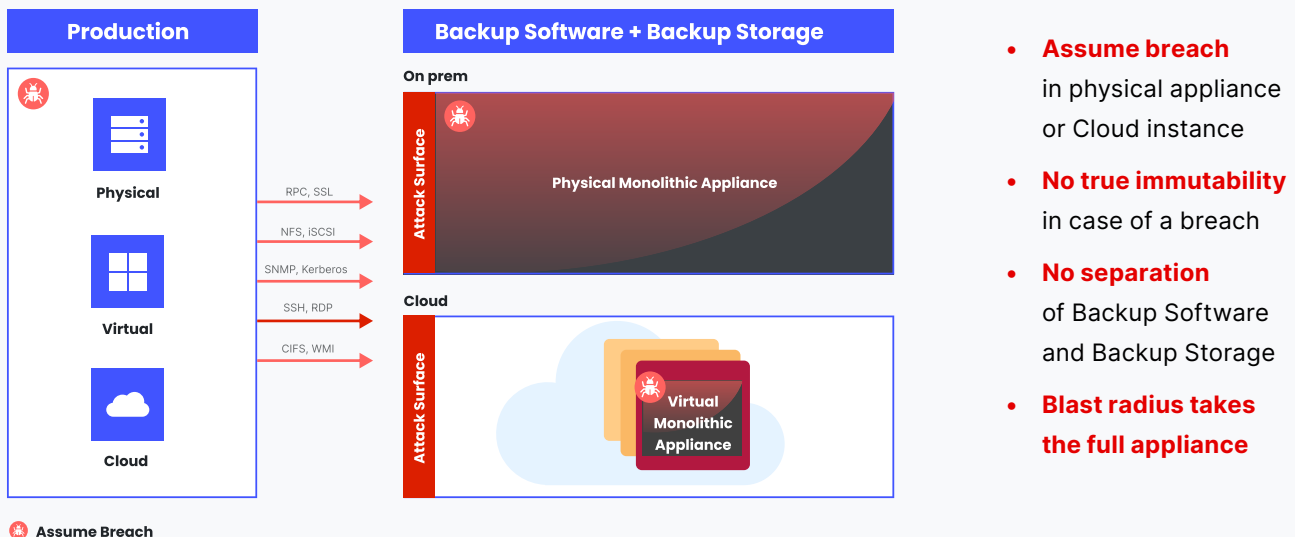 Production
Physical
Virtual
Cloud
RPC, SSL
NFS, iSCSI
SNMP, Kerberos
SSH, RDP
CIFS, WMI
Backup Software + Backup Storage
On prem
Attack Surface
Physical Monolithic Appliance
Cloud
Attack Surface
Virtual
Monolithic
Appliance
• Assume breach
in physical appliance
or Cloud instance
• No true immutability
in case of a breach
• No separation
of Backup Software
and Backup Storage
• Blast radius takes
the full appliance
Assume Breach